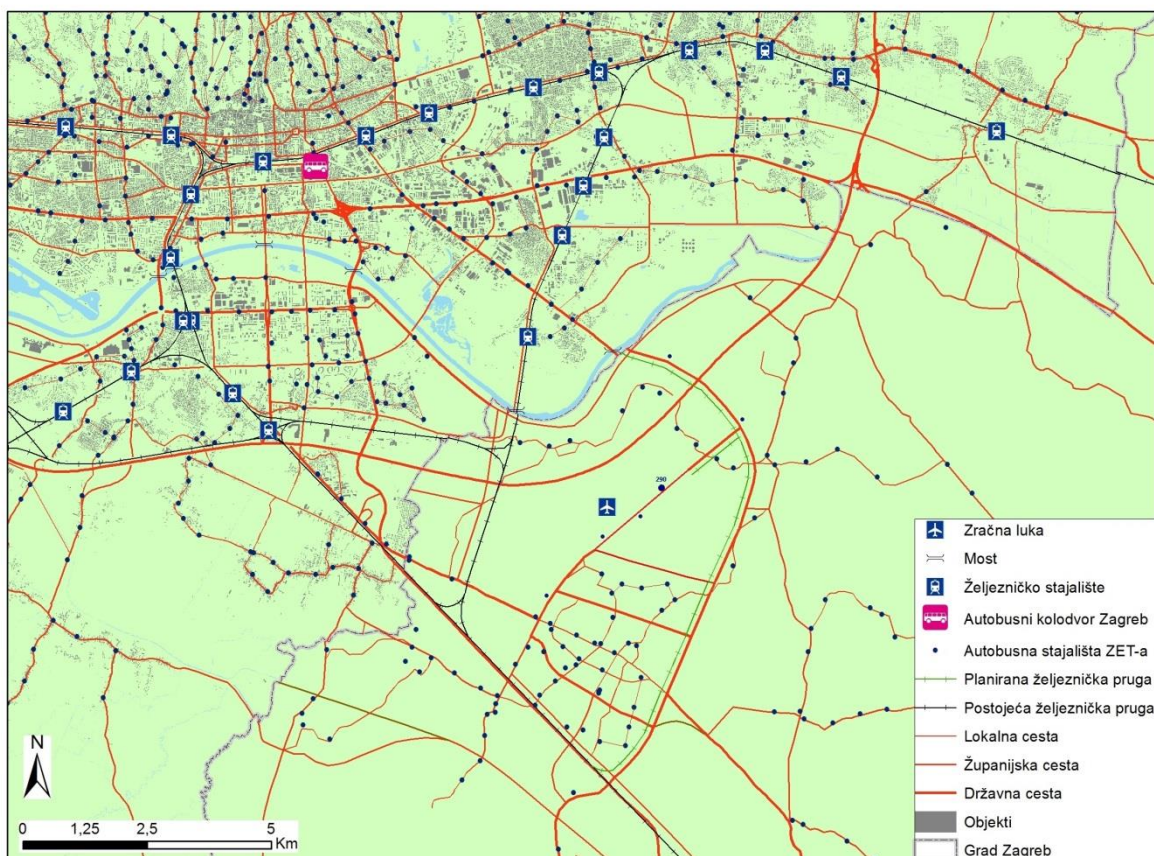 290
Zračna luka
Most
Željezničko stajalište
Autobusni kolodvor Zagreb
Autobusna stajališta ZET-a
Planirana željeznička pruga
Postojeća željeznička pruga
Lokalna cesta
Županijska cesta
Državna cesta
Objekti
Grad Zagreb
N
0 1,25 2,5 5
Km